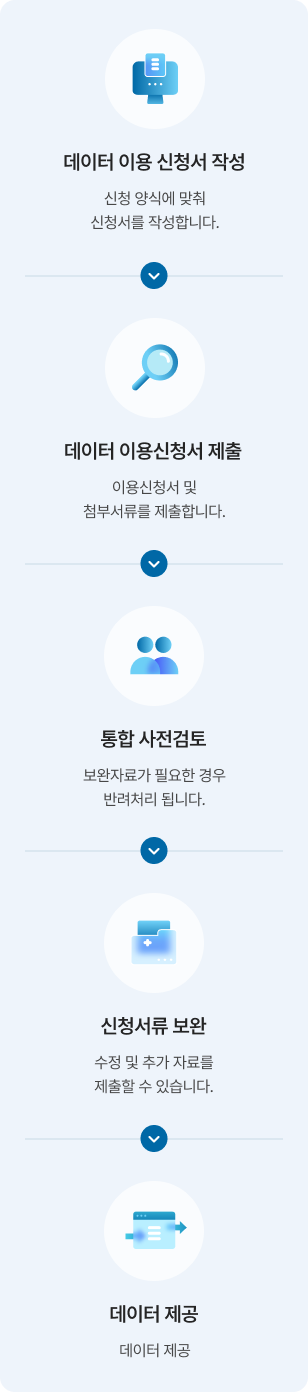 데이터 이용 신청서 작성
신청 양식에 맞춰
신청서를 작성합니다.
데이터 이용신청서 제출
이용신청서 및
첨부서류를 제출합니다.
통합 사전검토
보완자료가 필요한 경우
반려처리 됩니다.
신청서류 보완
수정 및 추가 자료를
제출할 수 있습니다.
데이터 제공
데이터 제공